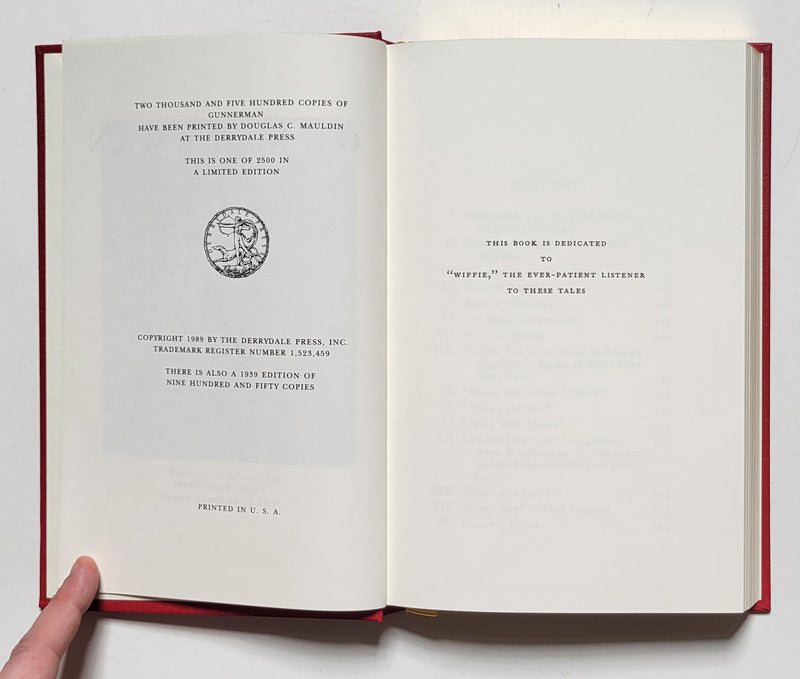 TWO THOUSAND AND FIVE HUNDRED COPIES OF
GUNNERMAN
HAVE BEEN PRINTED BY DOUGLAS C. MAULDIN
AT THE DERRYDALE PRESS
THIS IS ONE OF 2500 IN
A LIMITED EDITION
DERRYDALE PRESS
COPYRIGHT 1989 BY THE DERRYDALE PRESS, INC.
TRADEMARK REGISTER NUMBER 1,523,459
THERE IS ALSO A 1939 EDITION OF
NINE HUNDRED AND FIFTY COPIES
PRINTED IN U. S. A.
THIS BOOK IS DEDICATED
TO
“WIFFIE,” THE EVER-PATIENT LISTENER
TO THESE TALES
CONTENTS